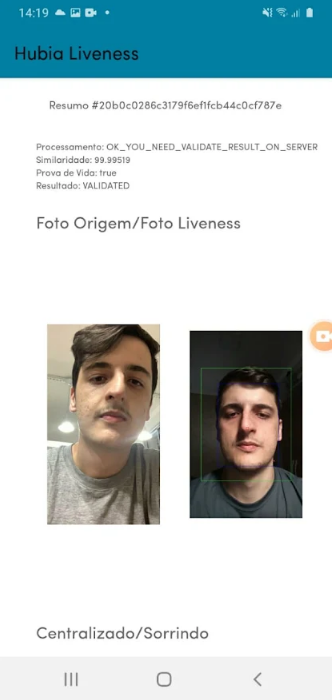 14:19
Hubia Liveness
Resumo #20b0c0286c3179f6ef1fcb44c0cf787e
Processamento: OK_YOU_NEED_VALIDATE_RESULT_ON_SERVER
Similaridade: 99.99519
Prova de Vida: true
Resultado: VALIDATED
Foto Origem/Foto Liveness
Centralizado/Sorrindo